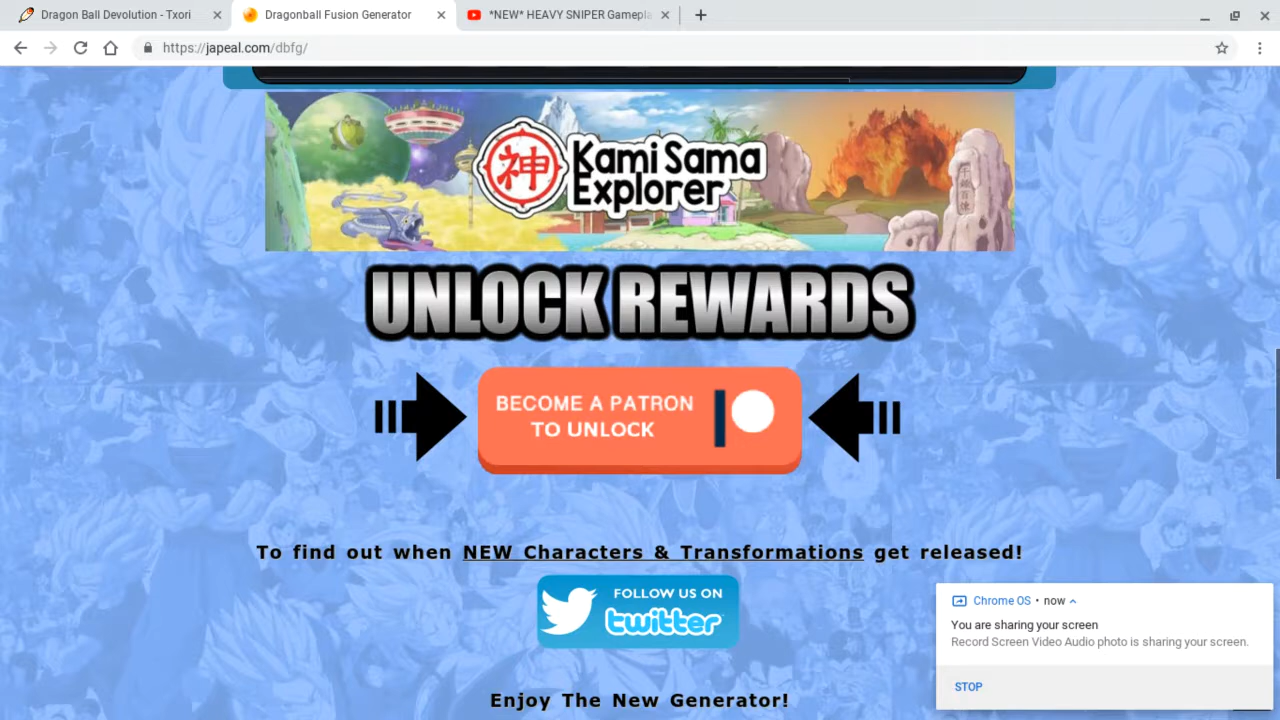 Dragon Ball Devolution - Txori
Dragonball Fusion Generator
*NEW* HEAVY SNIPER Gamepla
https://japeal.com/dbfg/
神
Kami Sama
Explorer
UNLOCK REWARDS
BECOME A PATRON
TO UNLOCK
To find out when NEW Characters & Transformations get released!
FOLLOW US ON
twitter
Chrome OS • now
You are sharing your screen
Record Screen Video Audio photo is sharing your screen.
STOP
Enjoy The New Generator!